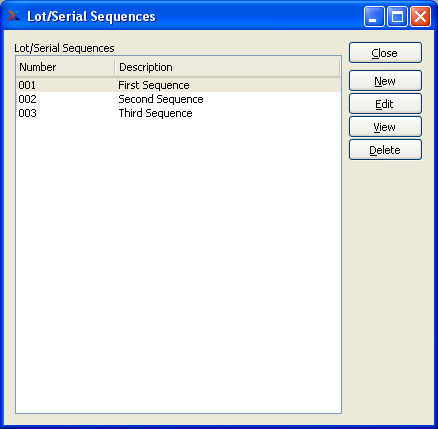 Lot/Serial Sequences
Lot/Serial Sequences
Number Description
001 First Sequence
002 Second Sequence
003 Third Sequence
Close
New
Edit
View
Delete